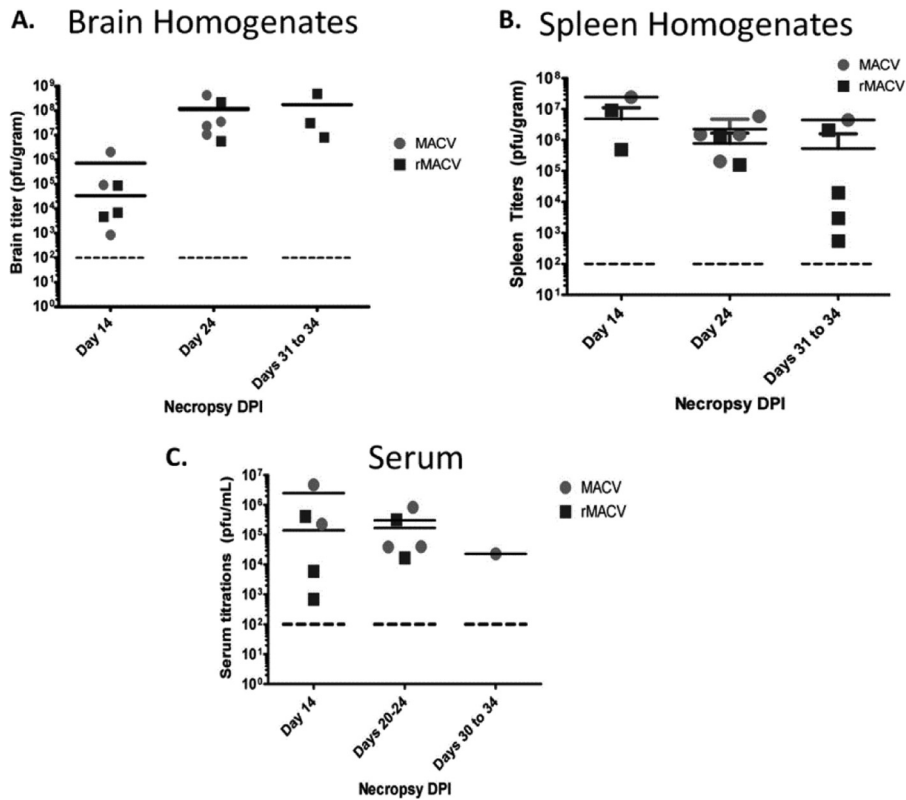 A. Brain Homogenates
Brain titer (pfu/gram)
10⁹
10⁸
10⁷
10⁶
10⁵
10⁴
10³
10²
10¹
10⁰
MACV
rMACV
Day 14
Day 24
Days 31 to 34
Necropsy DPI
B. Spleen Homogenates
Spleen Titers (pfu/gram)
10⁸
10⁷
10⁶
10⁵
10⁴
10³
10²
10¹
MACV
rMACV
Day 14
Day 24
Days 31 to 34
Necropsy DPI
C. Serum
Serum titrations (pfu/mL)
10⁷
10⁶
10⁵
10⁴
10³
10²
10¹
10⁰
MACV
rMACV
Day 14
Days 20-24
Days 30 to 34
Necropsy DPI